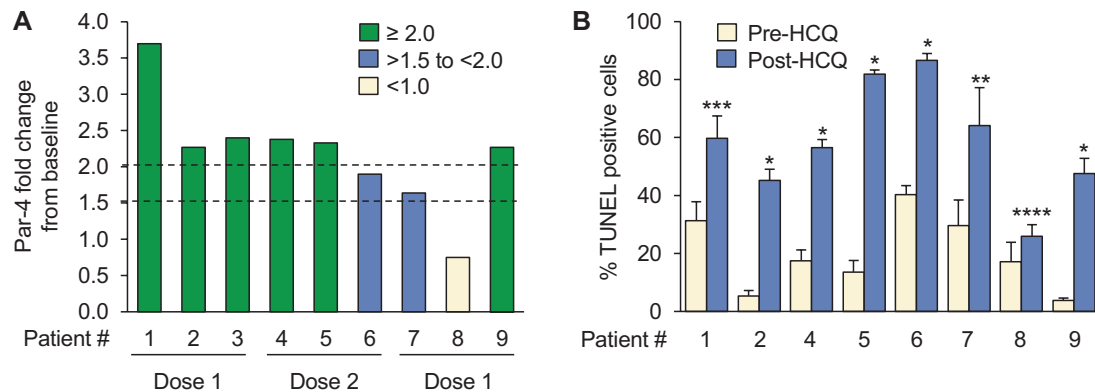 A
Par-4 fold change
from baseline
4.0
3.5
3.0
2.5
2.0
1.5
1.0
0.5
0.0
≥ 2.0
>1.5 to <2.0
<1.0
Patient # 1 2 3 4 5 6 7 8 9
Dose 1 Dose 2 Dose 1
B
% TUNEL positive cells
100
80
60
40
20
0
Pre-HCQ
Post-HCQ
*** * * * * ** **** *
Patient # 1 2 4 5 6 7 8 9